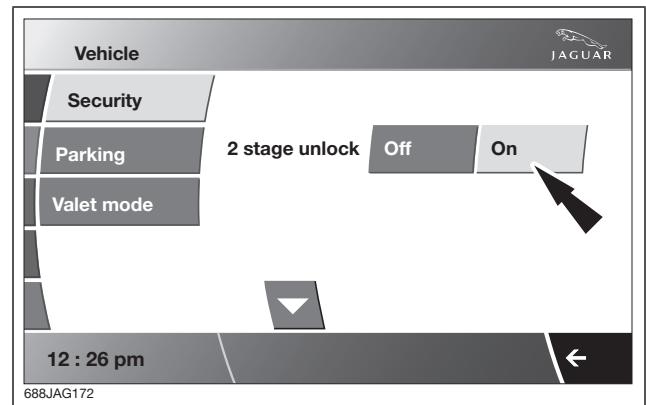 Vehicle
JAGUAR
Security
Parking
Valet mode
2 stage unlock Off On
12 : 26 pm
688JAG172